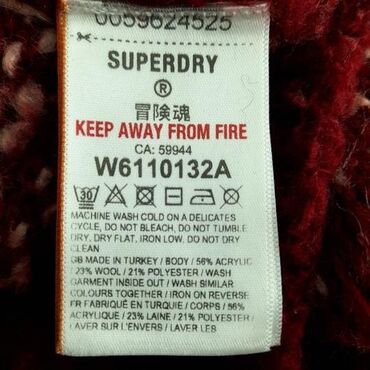 0059624525
SUPERDRY
®
冒険魂
KEEP AWAY FROM FIRE
CA: 59944
W6110132A
30
MACHINE WASH COLD ON A DELICATES
CYCLE, DO NOT BLEACH, DO NOT TUMBLE
DRY, DRY FLAT, IRON LOW, DO NOT DRY
CLEAN
GB MADE IN TURKEY / BODY / 56% ACRYLIC
/ 23% WOOL / 21% POLYESTER / WASH
GARMENT INSIDE OUT / WASH SIMILAR
COLOURS TOGETHER / IRON ON REVERSE
FR FABRIQUE EN TURQUIE / CORPS / 56%
ACRYLIQUE / 23% LAINE / 21% POLYESTER /
LAVER SUR L'ENVERS / LAVER LES